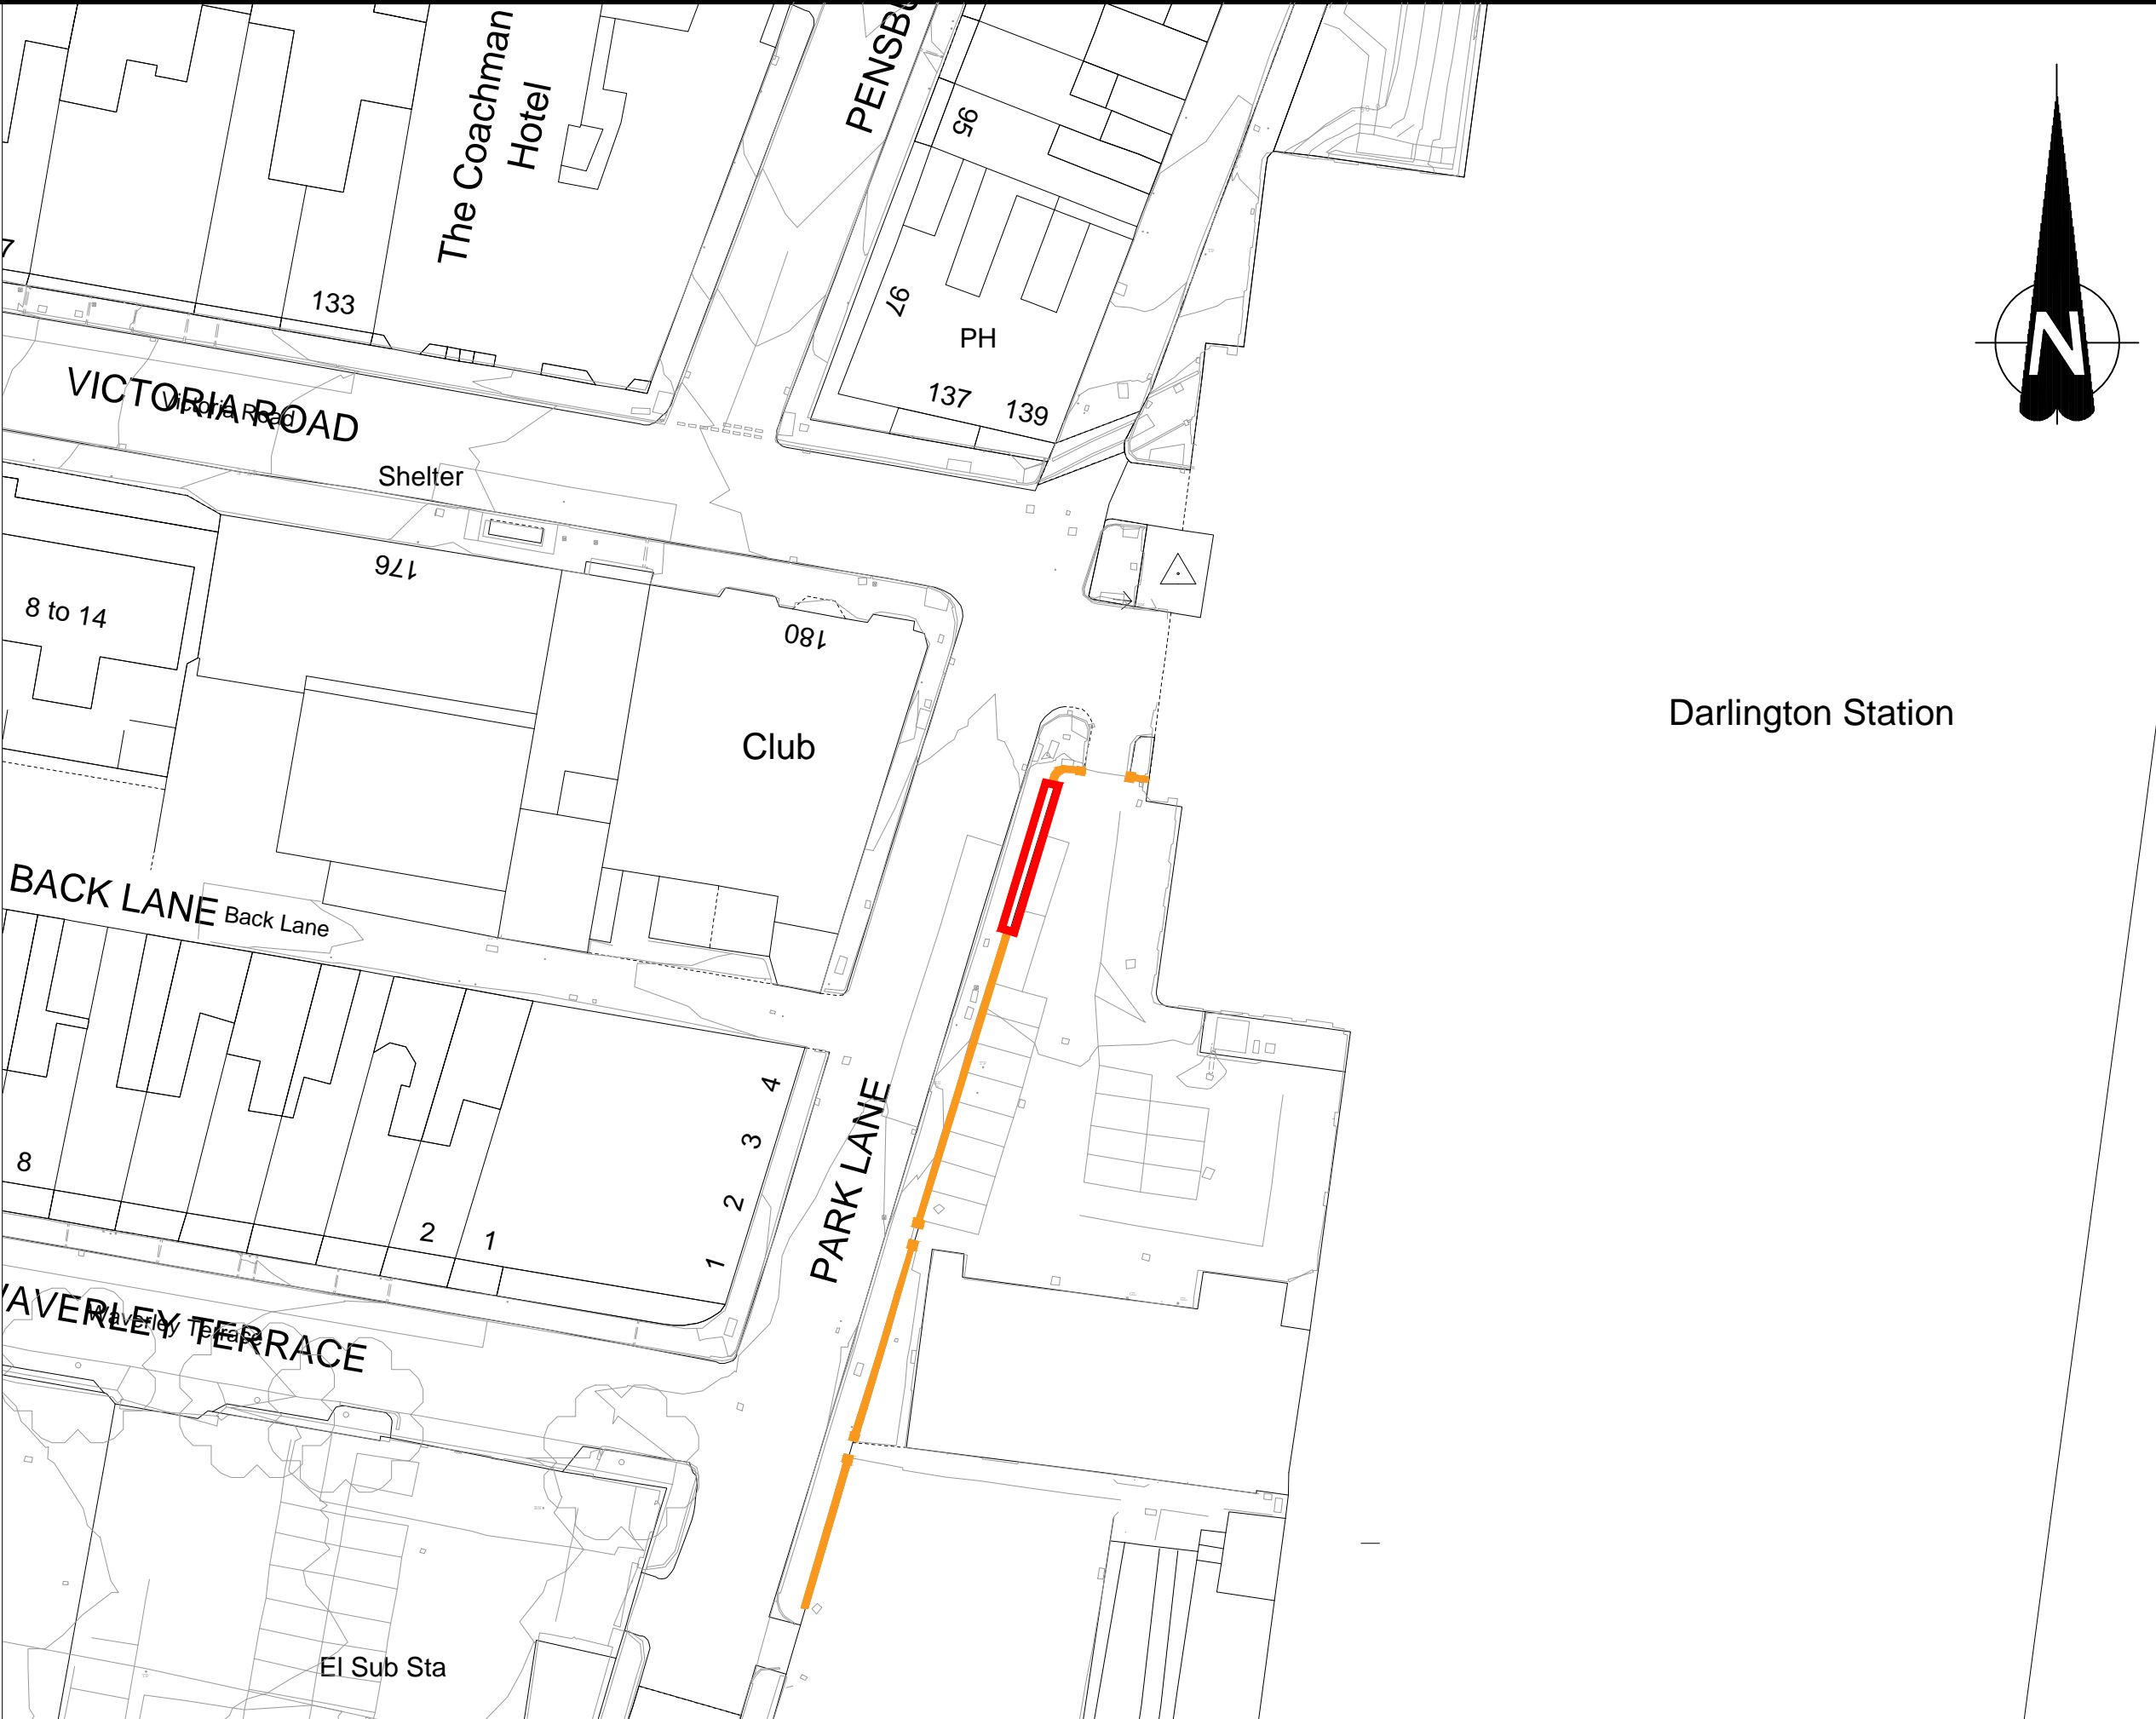 The Coachman
Hotel
PENSBU
95
97
PH
137
139
7
133
N
VICTORIA ROAD
Victoria Road
Shelter
176
180
8 to 14
Club
Darlington Station
BACK LANE
Back Lane
4
3
2
1
PARK LANE
8
2
1
WAVERLEY TERRACE
Waverley Terrace
El Sub Sta